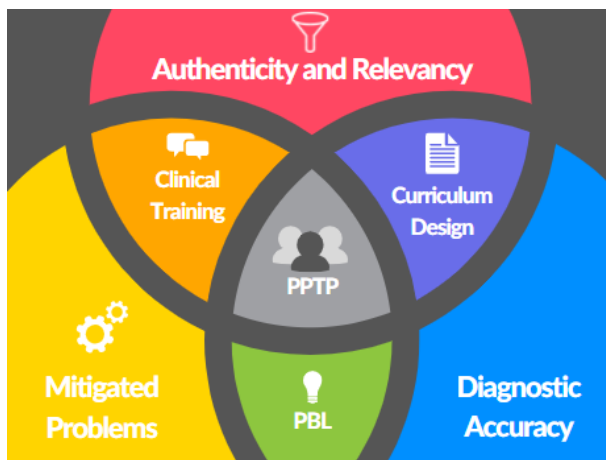 Authenticity and Relevancy
Clinical
Training
Curriculum
Design
PPTP
Mitigated
Problems
PBL
Diagnostic
Accuracy